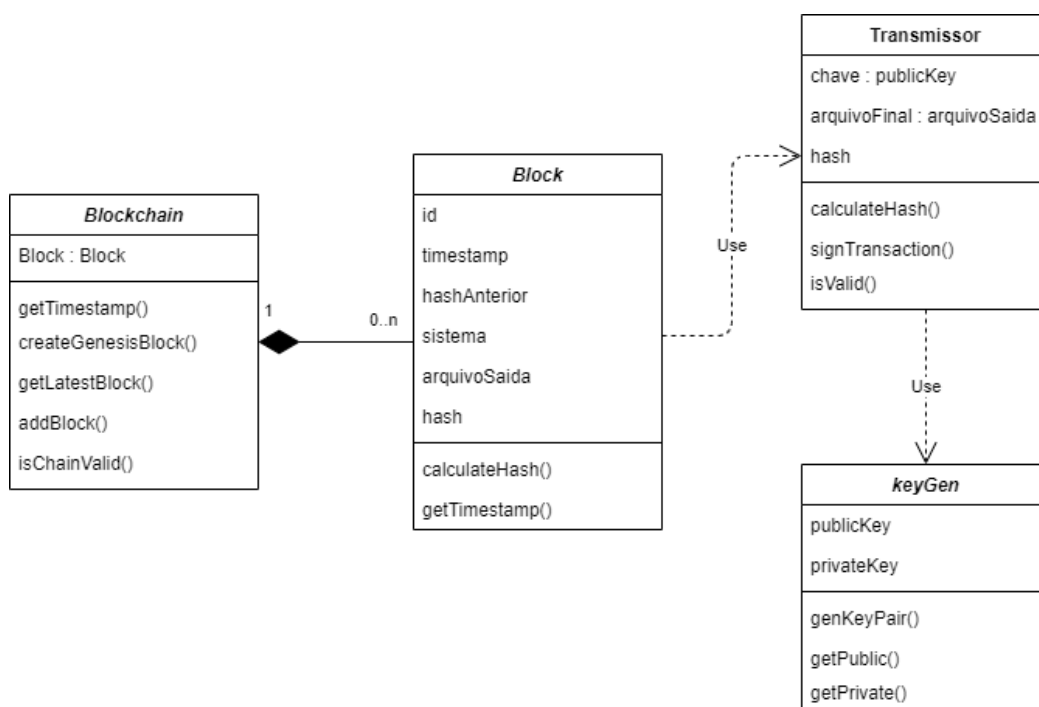 Blockchain
Block : Block
getTimestamp()
createGenesisBlock()
getLatestBlock()
addBlock()
isChainValid()
1
0..n
Block
id
timestamp
hashAnterior
sistema
arquivoSaida
hash
calculateHash()
getTimestamp()
Use
Transmissor
chave : publicKey
arquivoFinal : arquivoSaida
hash
calculateHash()
signTransaction()
isValid()
Use
keyGen
publicKey
privateKey
genKeyPair()
getPublic()
getPrivate()